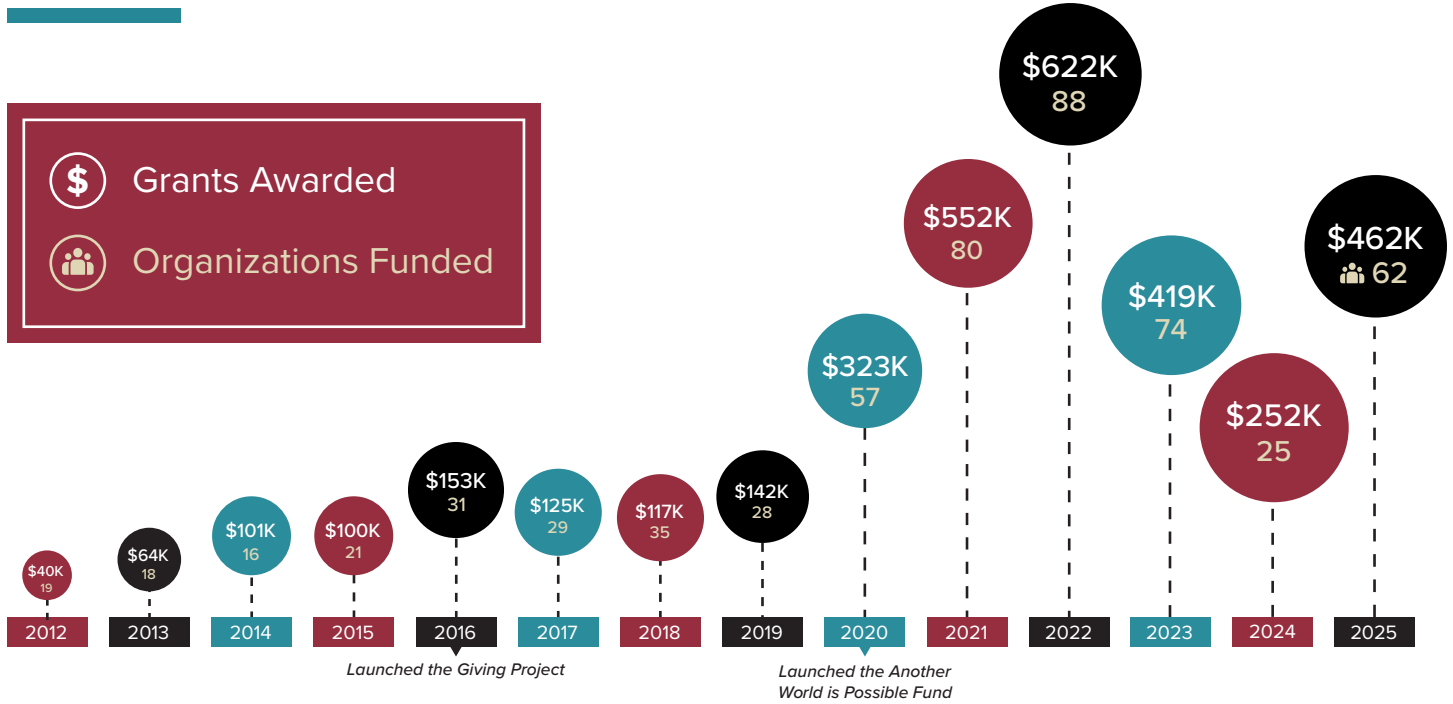 $ Grants Awarded
Organizations Funded
$40K
19
$64K
18
$101K
16
$100K
21
$153K
31
$125K
29
$117K
35
$142K
28
$323K
57
$552K
80
$622K
88
$419K
74
$252K
25
$462K
62
2012
2013
2014
2015
2016
2017
2018
2019
2020
2021
2022
2023
2024
2025
Launched the Giving Project
Launched the Another
World is Possible Fund